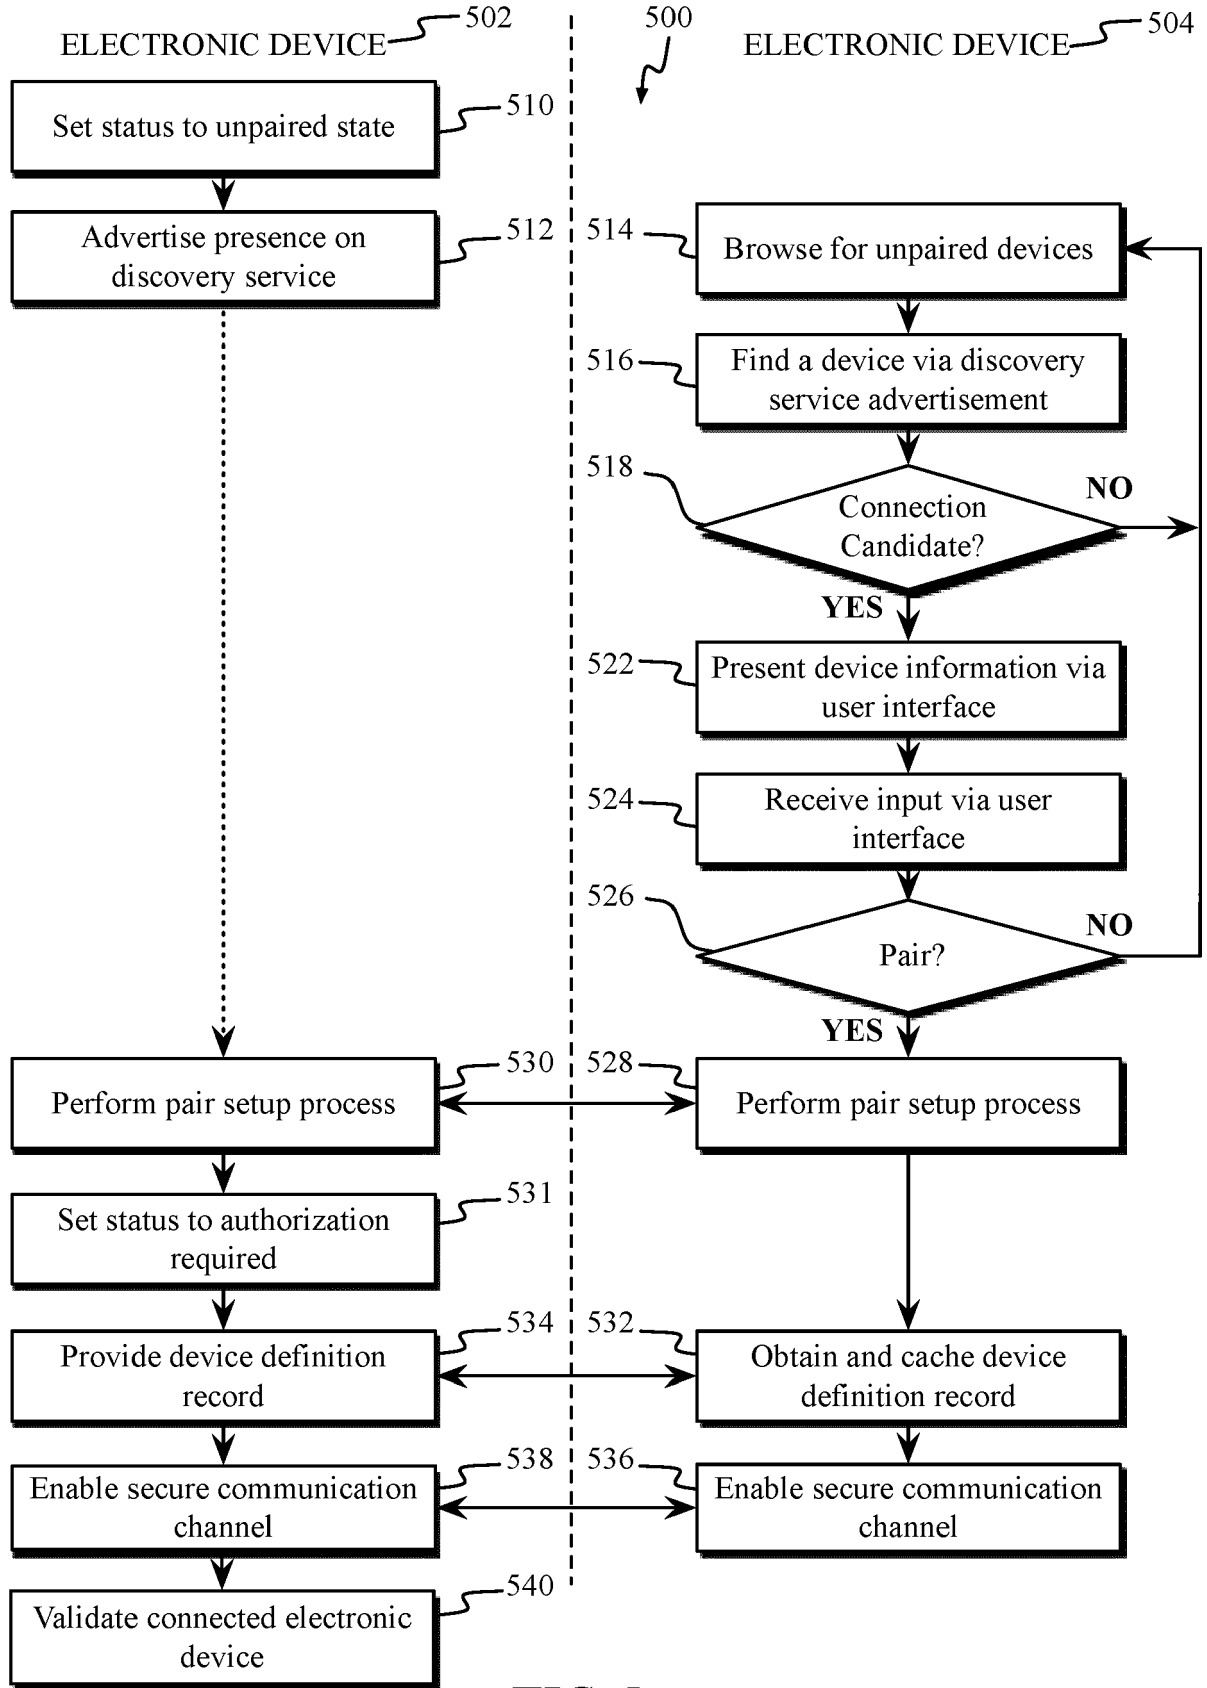 502
500
504
ELECTRONIC DEVICE
ELECTRONIC DEVICE
510
Set status to unpaired state
512
514
Advertise presence on
discovery service
Browse for unpaired devices
516
Find a device via discovery
service advertisement
518
NO
Connection
Candidate?
YES
522
Present device information via
user interface
524
Receive input via user
interface
526
NO
Pair?
YES
530
528
Perform pair setup process
Perform pair setup process
531
Set status to authorization
required
534
532
Provide device definition
record
Obtain and cache device
definition record
538
536
Enable secure communication
channel
Enable secure communication
channel
540
Validate connected electronic
device